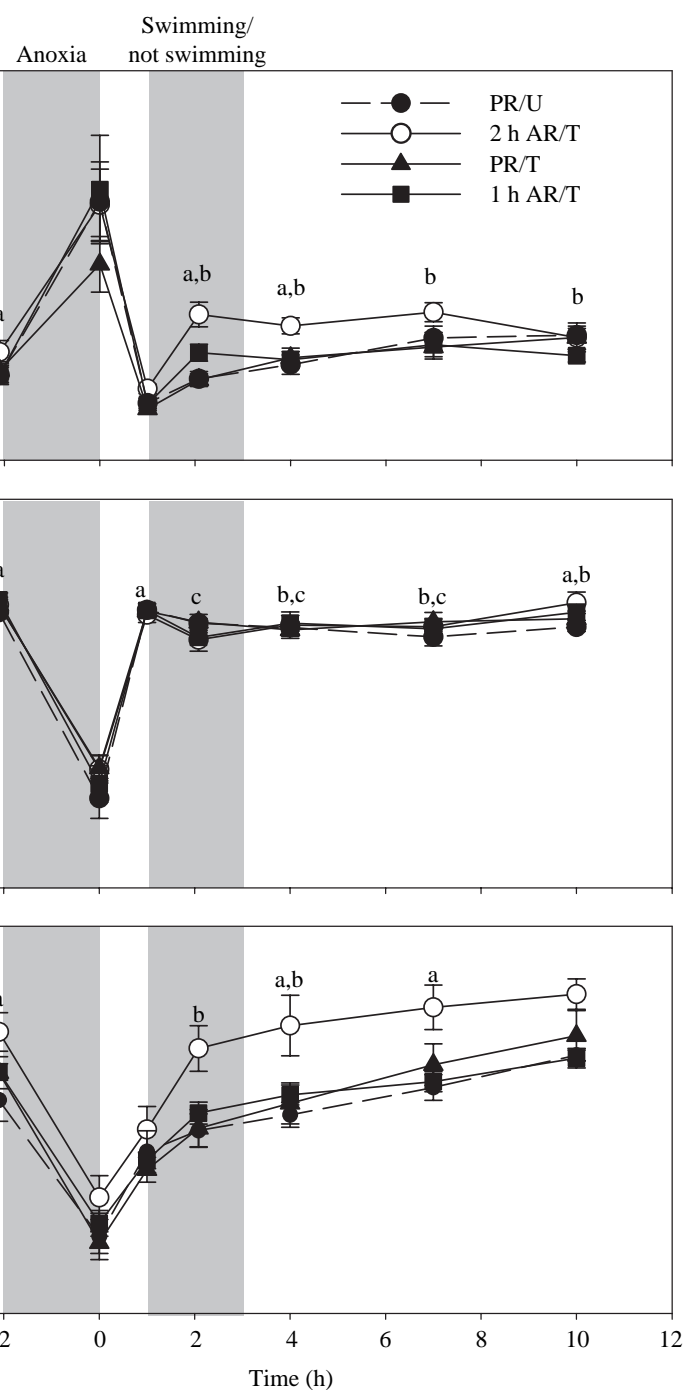 Swimming/
Anoxia not swimming
PR/U
2 h AR/T
PR/T
1 h AR/T
a a,b a,b b b
a a c b,c b,c a,b
a b a,b a
2 0 2 4 6 8 10 12
Time (h)